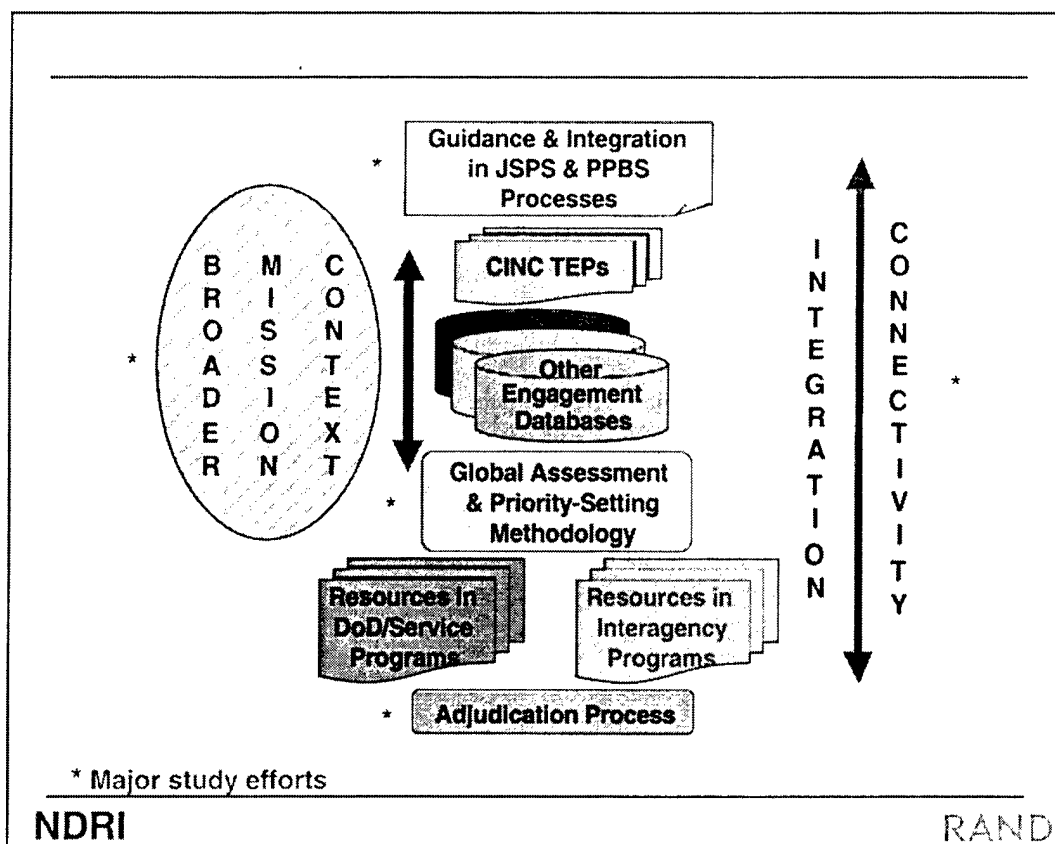 * Guidance & Integration
in JSPS & PPBS
Processes
CINC TEPs
BROADER
MISSION
CONTEXT
*
Other
Engagement
Databases
INTEGRATION
CONNECTIVITY
*
* Global Assessment
& Priority-Setting
Methodology
Resources in
DoD/Service
Programs
Resources in
Interagency
Programs
* Adjudication Process
* Major study efforts
NDRI
RAND